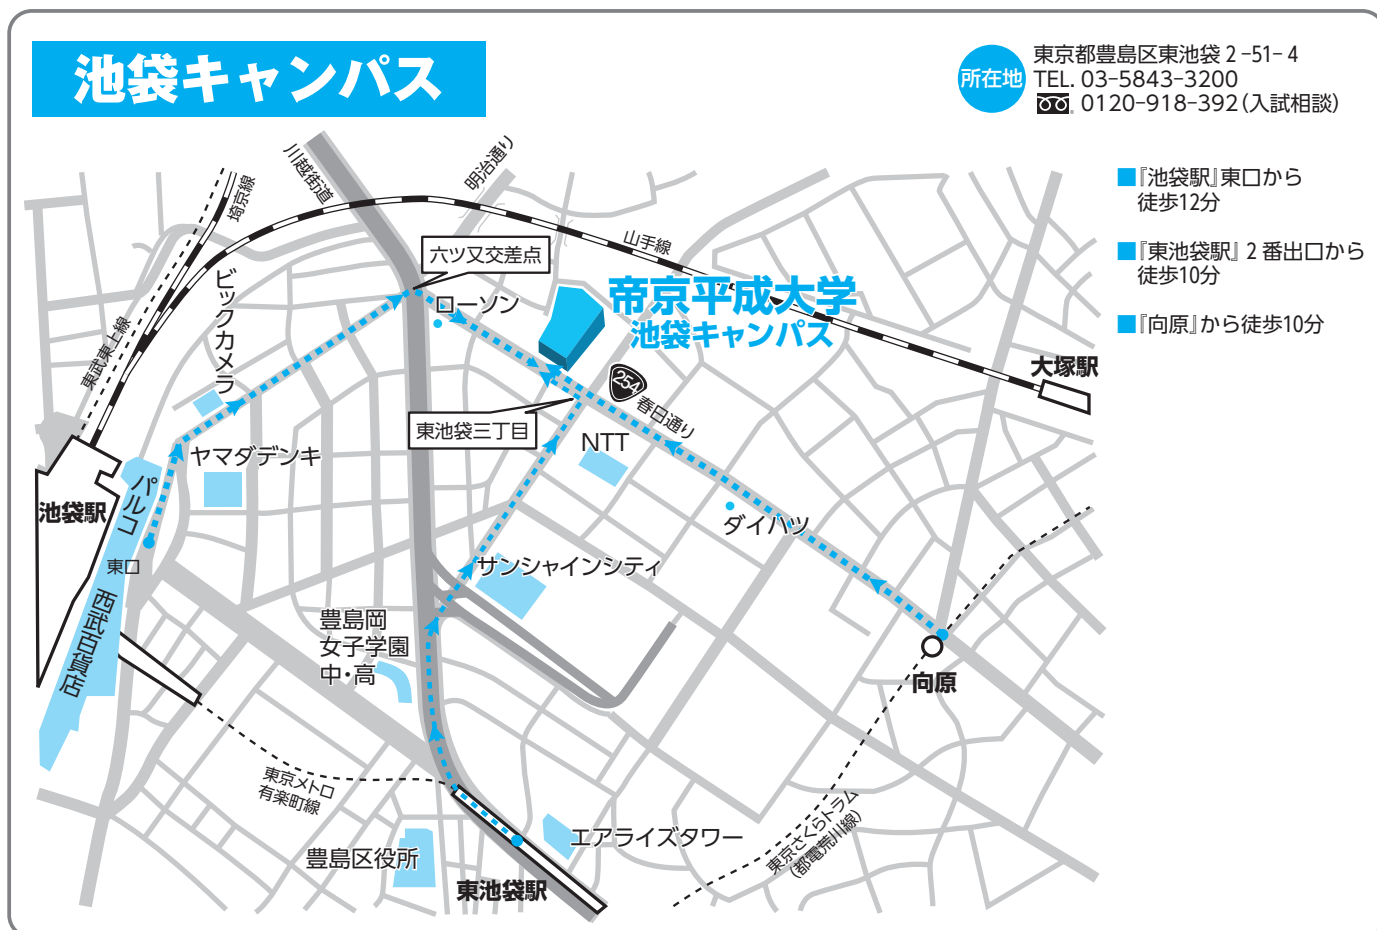 池袋キャンパス
所在地
東京都豊島区東池袋2-51-4
TEL. 03-5843-3200
0120-918-392(入試相談)
■『池袋駅』東口から
徒歩12分
■『東池袋駅』2番出口から
徒歩10分
■『向原』から徒歩10分
川越街道
明治通り
埼京線
山手線
六ツ又交差点
ビックカメラ
ローソン
帝京平成大学
池袋キャンパス
東武東上線
大塚駅
254
春日通り
東池袋三丁目
NTT
ヤマダデンキ
パルコ
池袋駅
ダイハツ
東口
サンシャインシティ
西武百貨店
豊島岡
女子学園
中・高
向原
東京メトロ
有楽町線
エアライズタワー
豊島区役所
東京さくらトラム
(都電荒川線)
東池袋駅